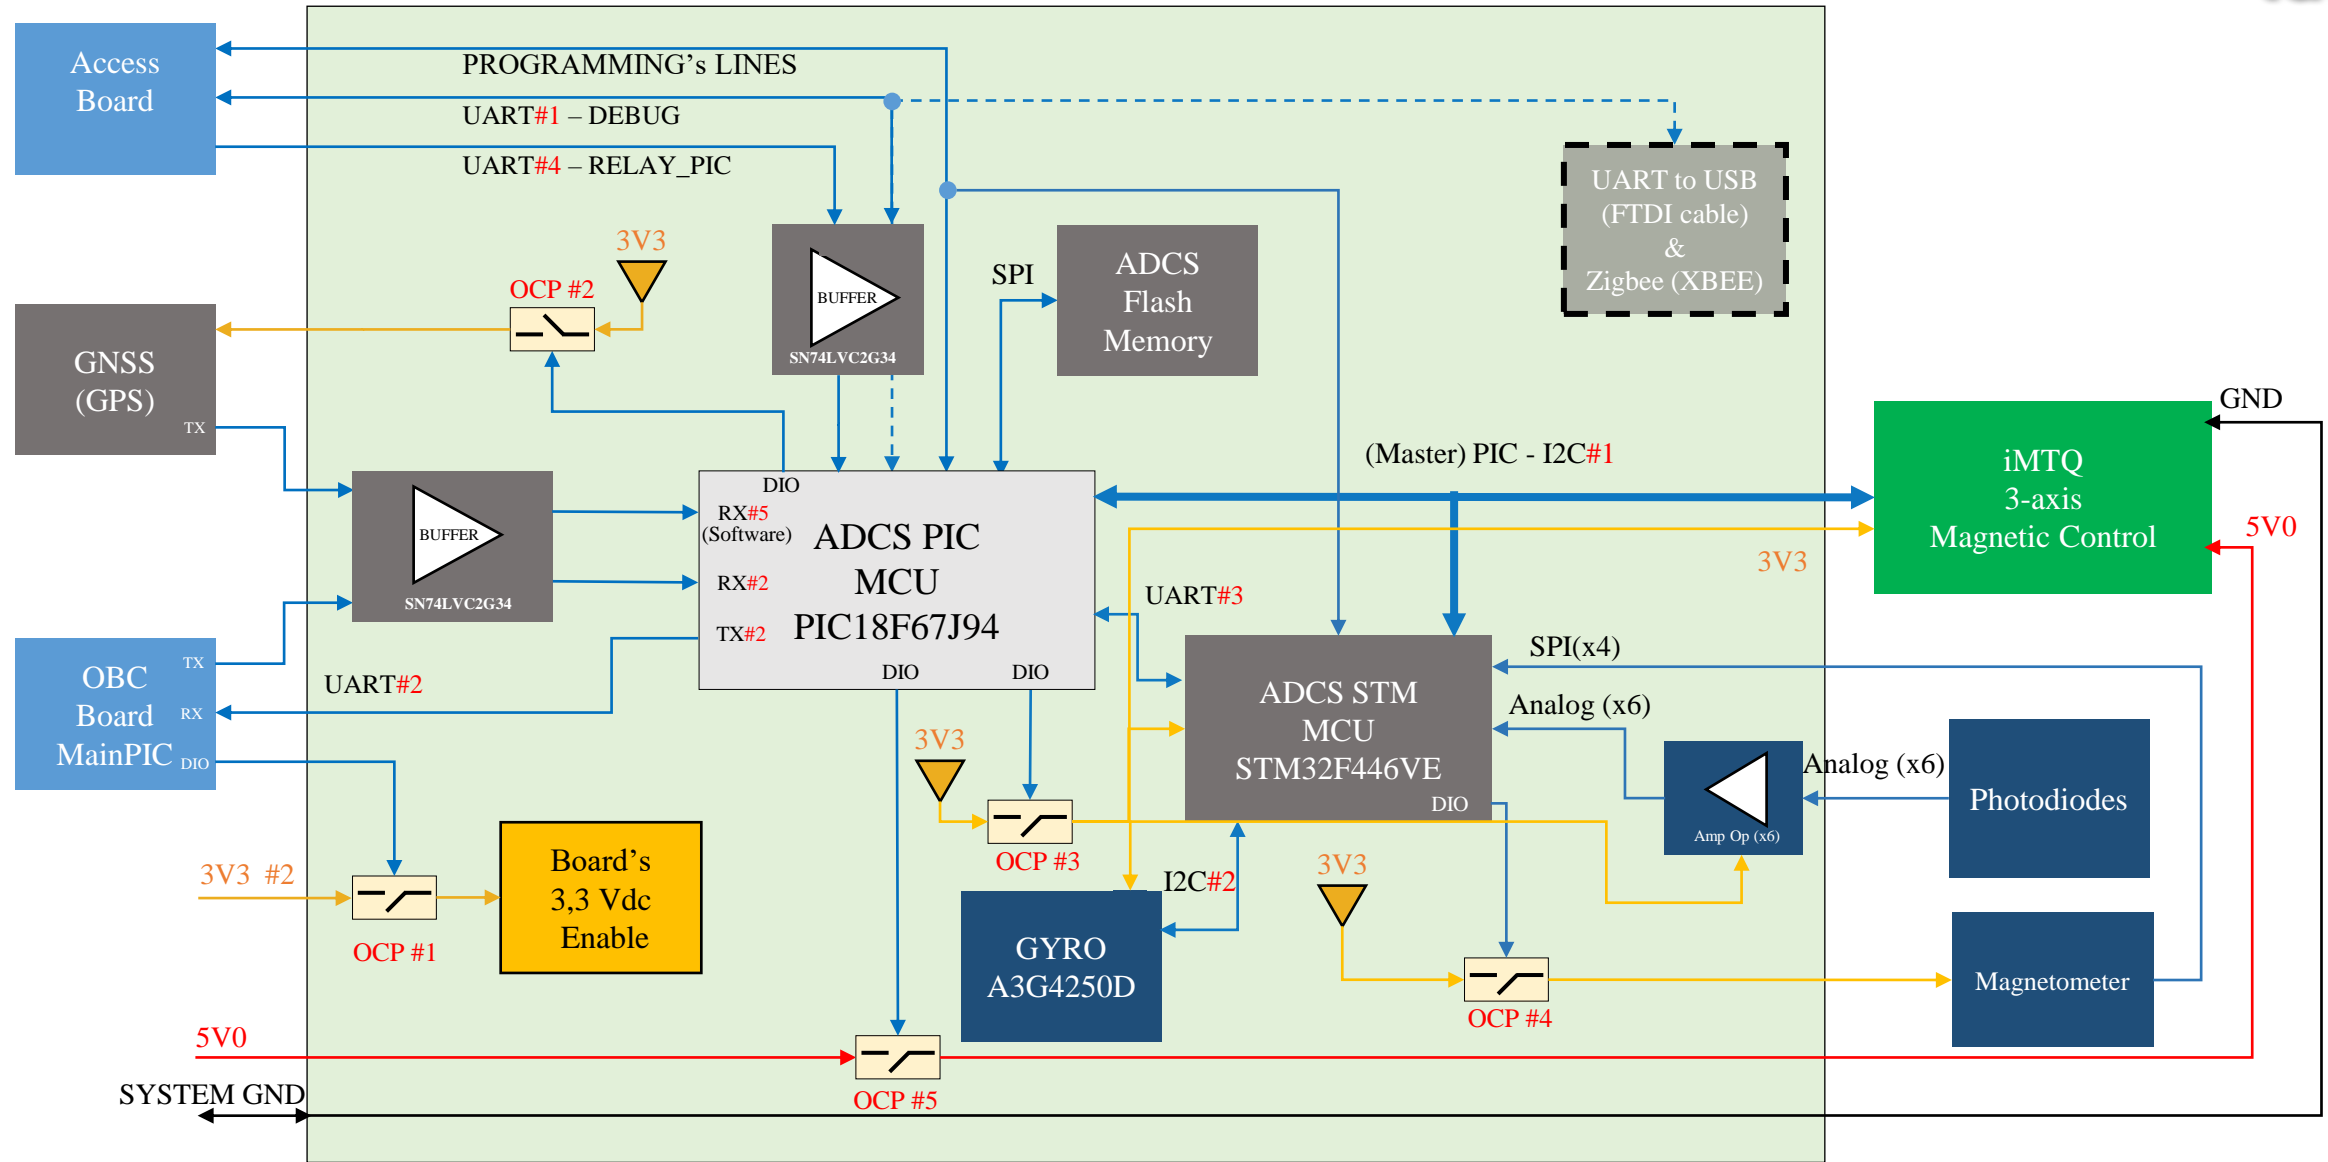 Access
Board
PROGRAMMING's LINES
UART#1 – DEBUG
UART#4 – RELAY_PIC
UART to USB
(FTDI cable)
&
Zigbee (XBEE)
3V3
OCP #2
BUFFER
SN74LVC2G34
SPI
ADCS
Flash
Memory
GNSS
(GPS)
TX
GND
(Master) PIC - I2C#1
iMTQ
3-axis
Magnetic Control
5V0
3V3
BUFFER
SN74LVC2G34
DIO
RX#5
(Software)
RX#2
TX#2
ADCS PIC
MCU
PIC18F67J94
DIO
DIO
UART#3
OBC
Board
MainPIC
TX
RX
DIO
UART#2
SPI(x4)
Analog (x6)
ADCS STM
MCU
STM32F446VE
DIO
Analog (x6)
Amp Op (x6)
Photodiodes
3V3
OCP #3
3V3 #2
OCP #1
Board's
3,3 Vdc
Enable
I2C#2
GYRO
A3G4250D
3V3
OCP #4
Magnetometer
5V0
OCP #5
SYSTEM GND